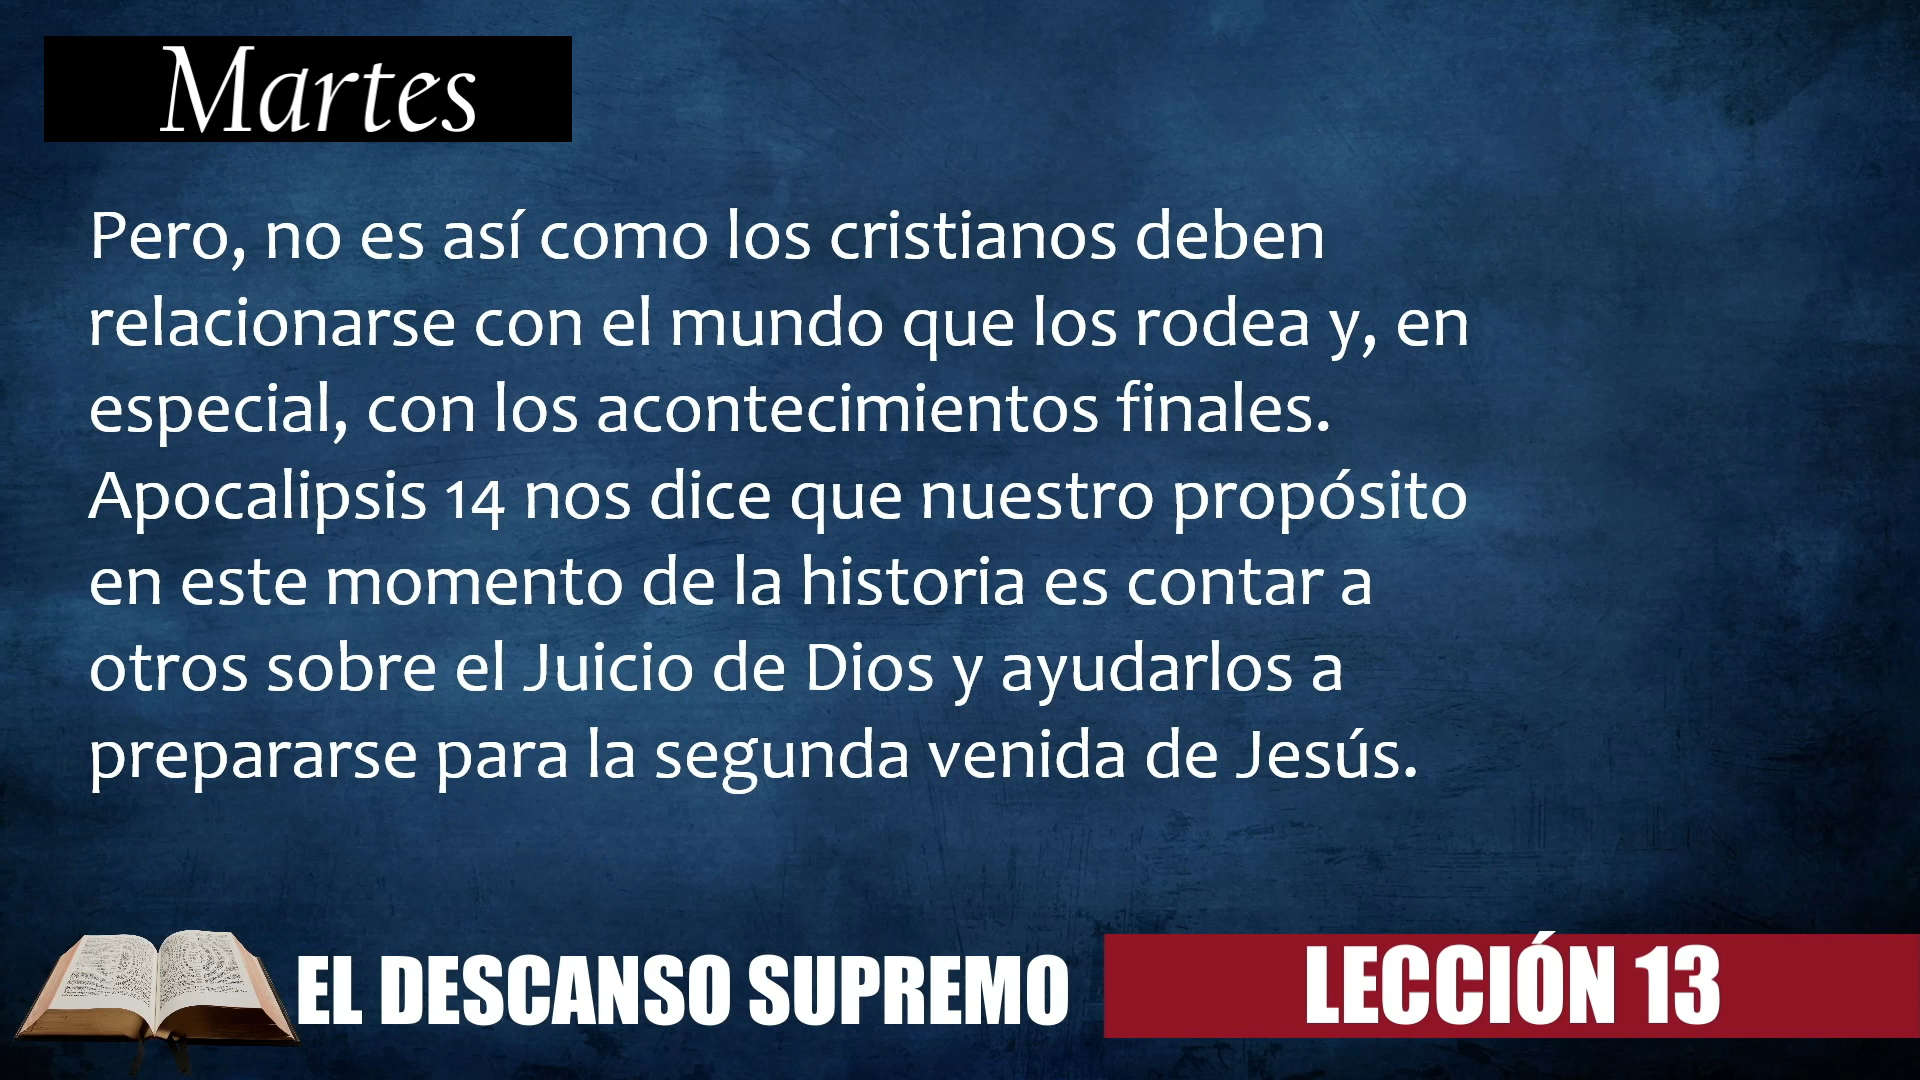 Martes
Pero, no es así como los cristianos deben
relacionarse con el mundo que los rodea y, en
especial, con los acontecimientos finales.
Apocalipsis 14 nos dice que nuestro propósito
en este momento de la historia es contar a
otros sobre el Juicio de Dios y ayudarlos a
prepararse para la segunda venida de Jesús.
EL DESCANSO SUPREMO
LECCIÓN 13